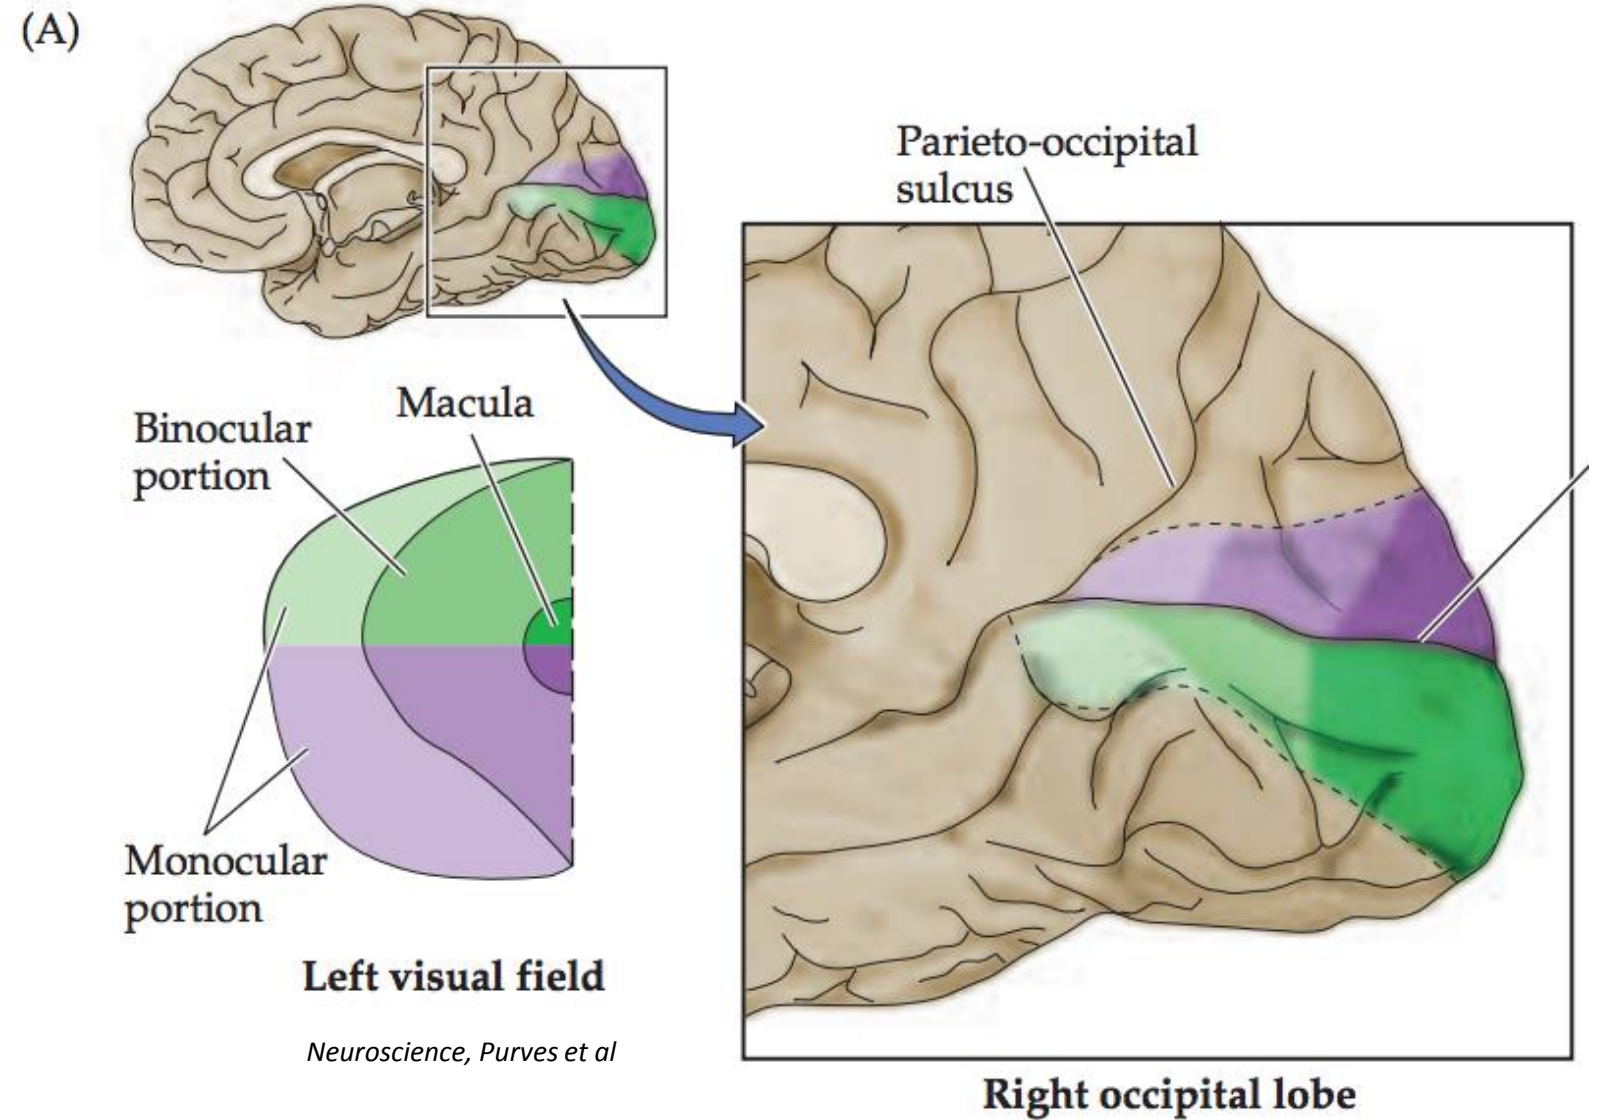 (A)
Parieto-occipital
sulcus
Macula
Binocular
portion
Monocular
portion
Left visual field
Neuroscience, Purves et al
Right occipital lobe